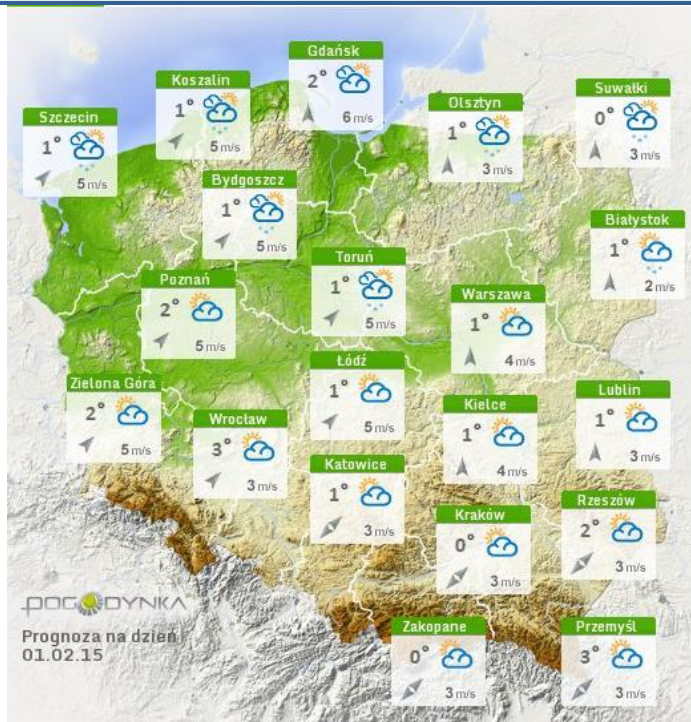 Gdańsk
2°
6 m/s
Koszalin
1°
5 m/s
Szczecin
1°
5 m/s
Olsztyn
1°
3 m/s
Suwałki
0°
3 m/s
Bydgoszcz
1°
5 m/s
Białystok
1°
2 m/s
Toruń
1°
5 m/s
Poznań
2°
5 m/s
Warszawa
1°
4 m/s
Łódź
1°
5 m/s
Zielona Góra
2°
5 m/s
Wrocław
3°
3 m/s
Kielce
1°
4 m/s
Lublin
1°
3 m/s
Katowice
1°
3 m/s
Kraków
0°
3 m/s
Rzeszów
2°
3 m/s
Zakopane
0°
3 m/s
Przemyśl
3°
3 m/s
POGODYNKA
Prognoza na dzień
01.02.15